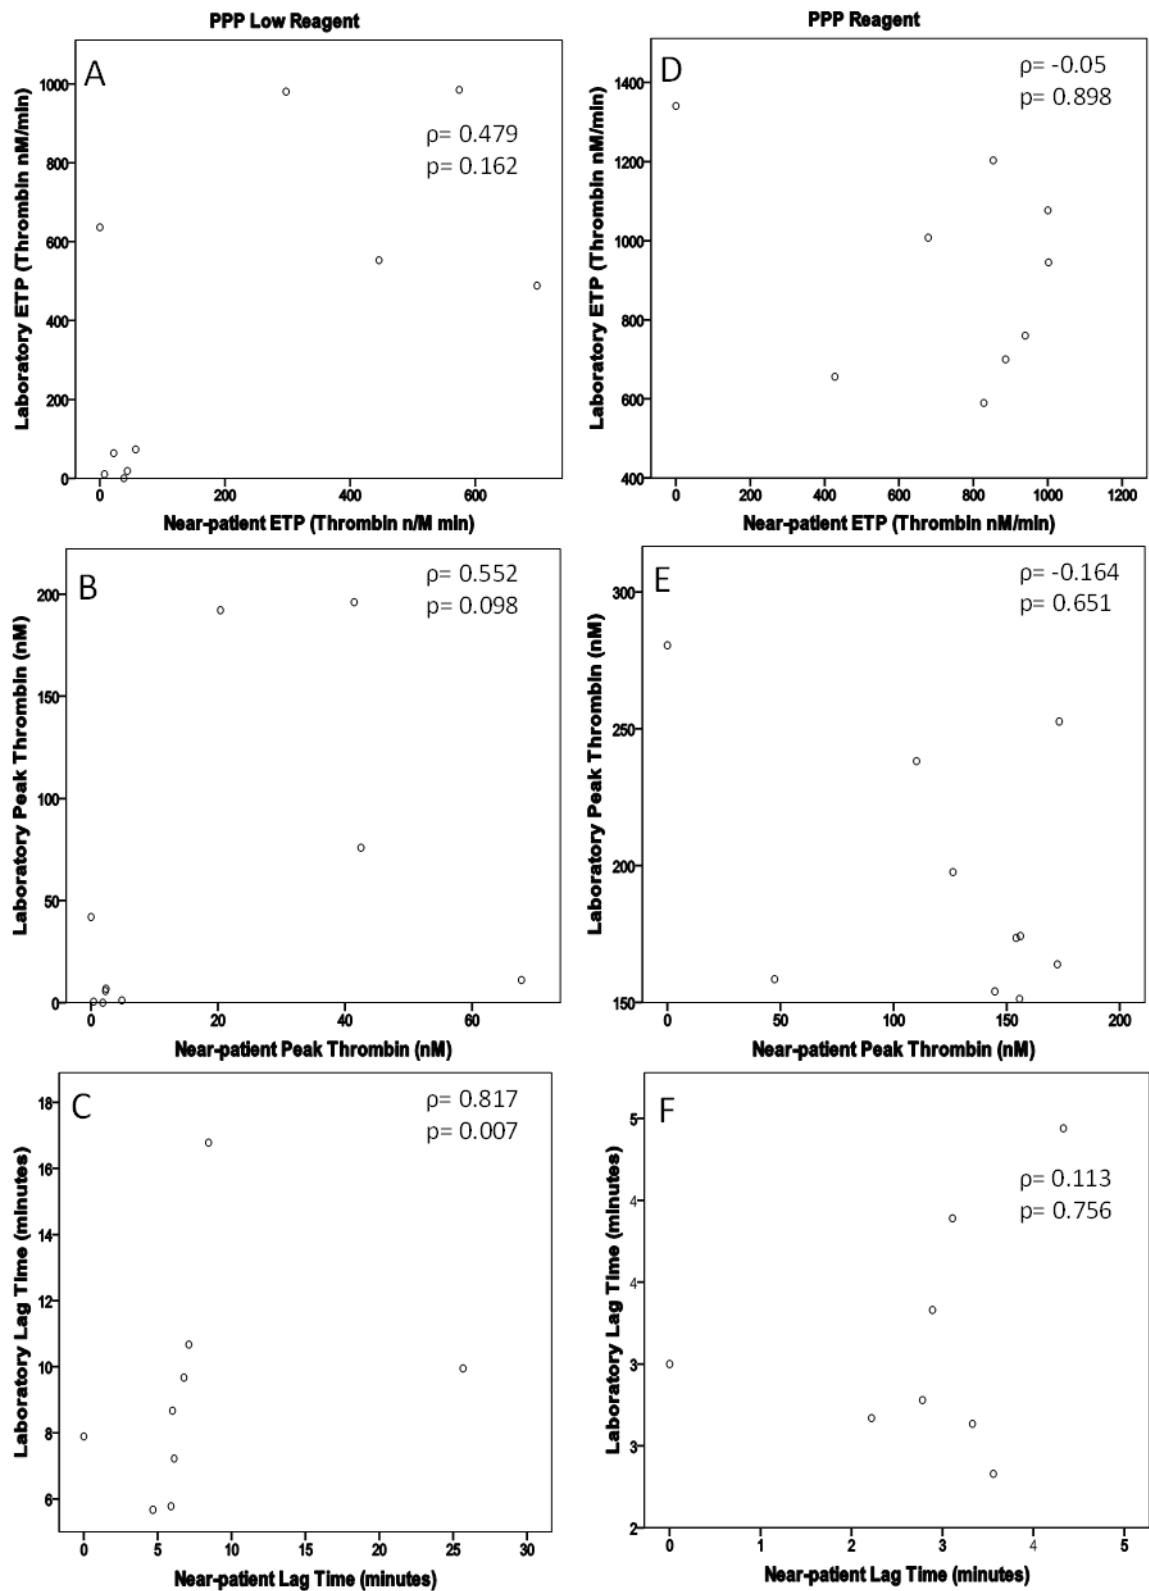 PPP Low Reagent
A
ρ= 0.479
p= 0.162
1000
800
600
400
200
0
Laboratory ETP (Thrombin nM/min)
0 200 400 600
Near-patient ETP (Thrombin n/M min)
PPP Reagent
D
ρ= -0.05
p= 0.898
1400
1200
1000
800
600
400
Laboratory ETP (Thrombin nM/min)
0 200 400 600 800 1000 1200
Near-patient ETP (Thrombin nM/min)
B
ρ= 0.552
p= 0.098
200
150
100
50
0
Laboratory Peak Thrombin (nM)
0 20 40 60
Near-patient Peak Thrombin (nM)
E
ρ= -0.164
p= 0.651
300
250
200
150
Laboratory Peak Thrombin (nM)
0 50 100 150 200
Near-patient Peak Thrombin (nM)
C
ρ= 0.817
p= 0.007
18
16
14
12
10
8
6
Laboratory Lag Time (minutes)
0 5 10 15 20 25 30
Near-patient Lag Time (minutes)
F
ρ= 0.113
p= 0.756
5
4
4
3
3
2
Laboratory Lag Time (minutes)
0 1 2 3 4 5
Near-patient Lag Time (minutes)